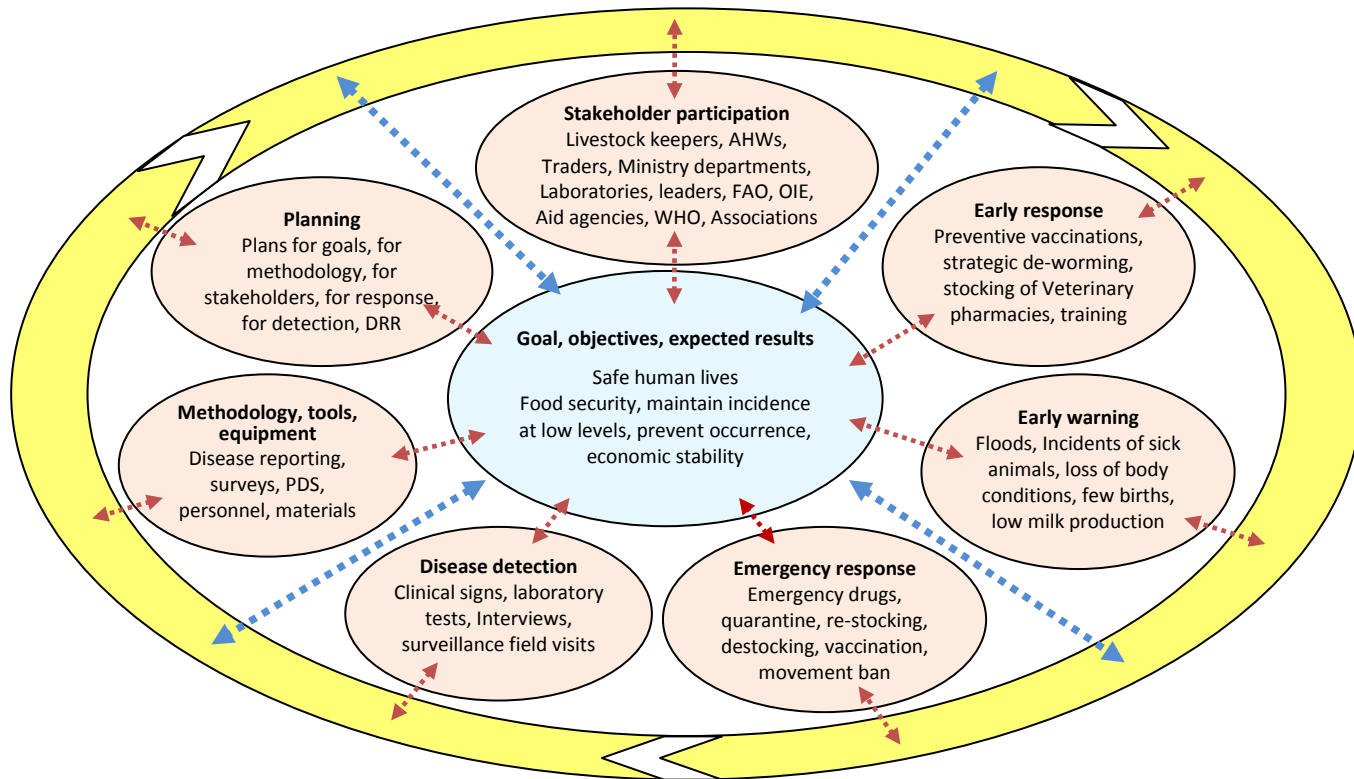 Stakeholder participation
Livestock keepers, AHWs,
Traders, Ministry departments,
Laboratories, leaders, FAO, OIE,
Aid agencies, WHO, Associations
Planning
Plans for goals, for
methodology, for
stakeholders, for response,
for detection, DRR
Early response
Preventive vaccinations,
strategic de-worming,
stocking of Veterinary
pharmacies, training
Goal, objectives, expected results
Safe human lives
Food security, maintain incidence
at low levels, prevent occurrence,
economic stability
Methodology, tools,
equipment
Disease reporting,
surveys, PDS,
personnel, materials
Early warning
Floods, Incidents of sick
animals, loss of body
conditions, few births,
low milk production
Disease detection
Clinical signs, laboratory
tests, Interviews,
surveillance field visits
Emergency response
Emergency drugs,
quarantine, re-stocking,
destocking, vaccination,
movement ban